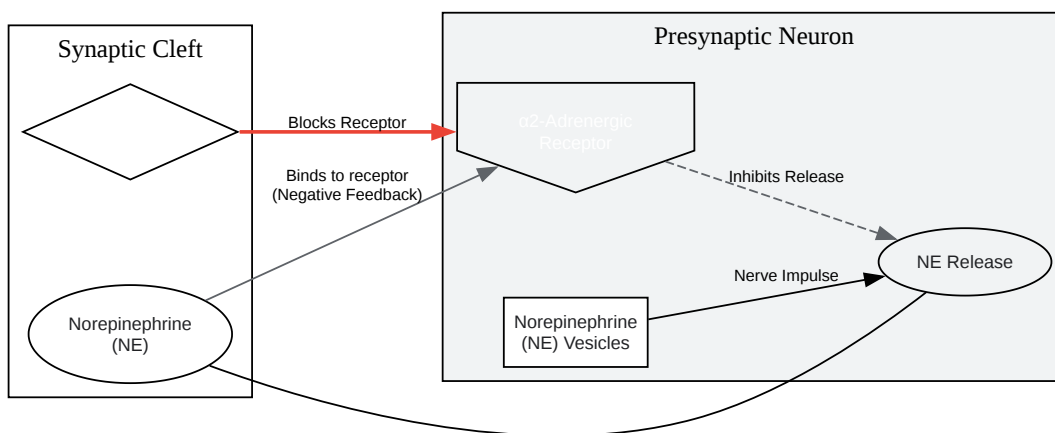 Synaptic Cleft
Presynaptic Neuron
Blocks Receptor
α2-Adrenergic
Receptor
Binds to receptor
(Negative Feedback)
Inhibits Release
Nerve Impulse
NE Release
Norepinephrine
(NE) Vesicles
Norepinephrine
(NE)